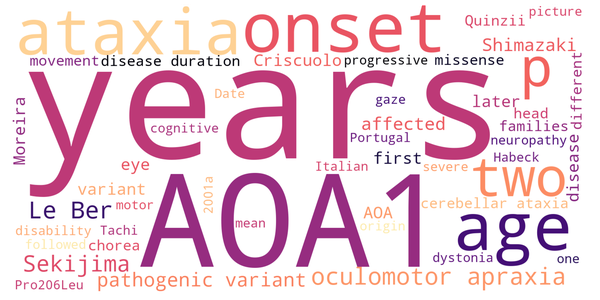 ataxia onset Quinzii picture
movement disease duration Criscuolo progressive missense Shimazaki
years
p
Moreira
cognitive
Date
gaze
later
different
head
affected
families
Portugal
neuropathy
first
Habeck
eye
Italian
severe
disease
variant
2001a
AOA1
two
Le Ber
motor
mean
AOA
cerebellar ataxia
disability
Tachi
origin
age
followed
chorea
Sekijima
dystonia
one
Pro206Leu
pathogenic variant
oculomotor apraxia